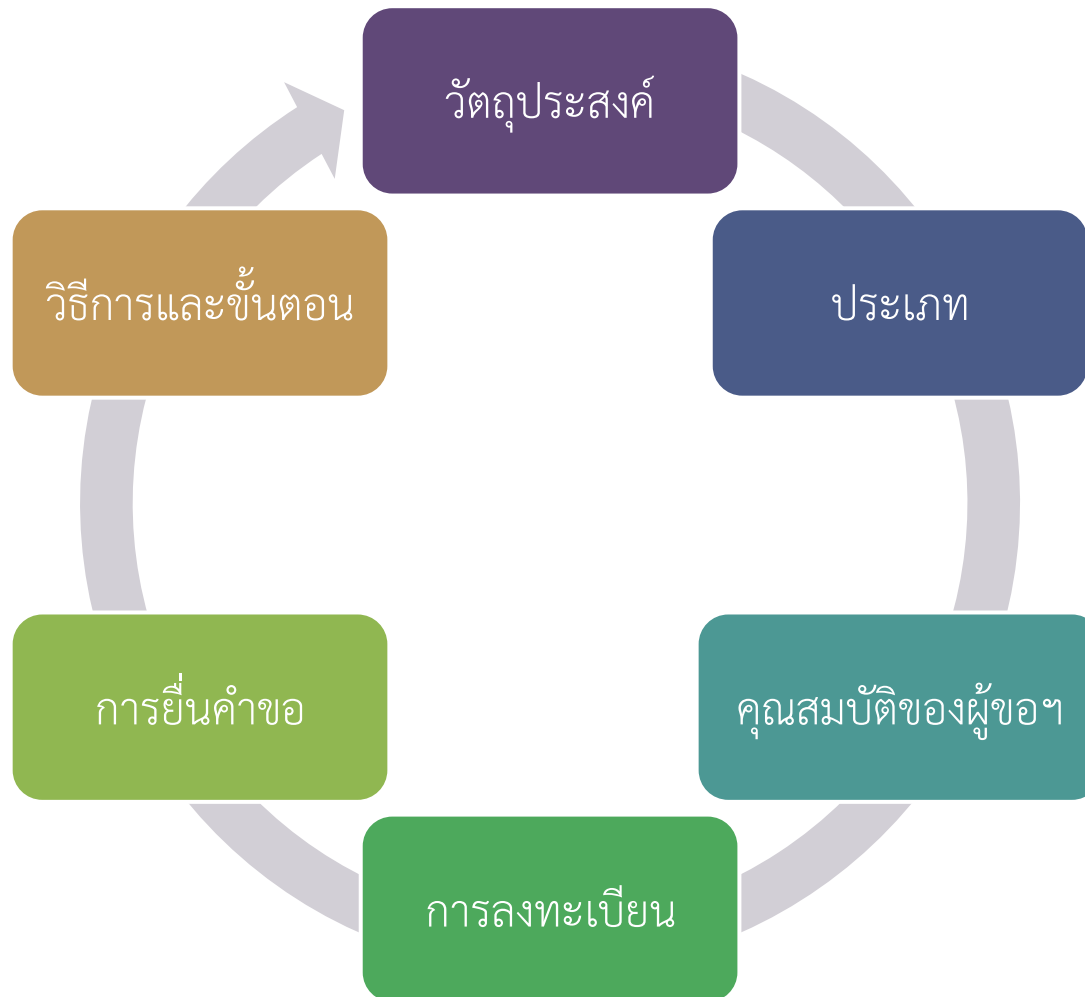 วัตถุประสงค์
ประเภท
คุณสมบัติของผู้ขอฯ
การลงทะเบียน
การยื่นคำขอ
วิธีการและขั้นตอน